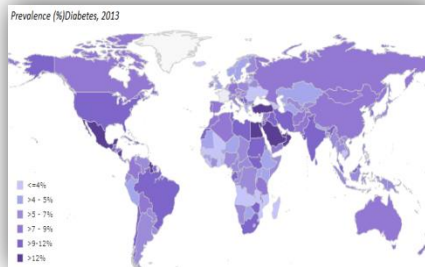 Prevalence (%)Diabetes, 2013
<=4%
>4 - 5%
>5 - 7%
>7 - 9%
>9-12%
>12%